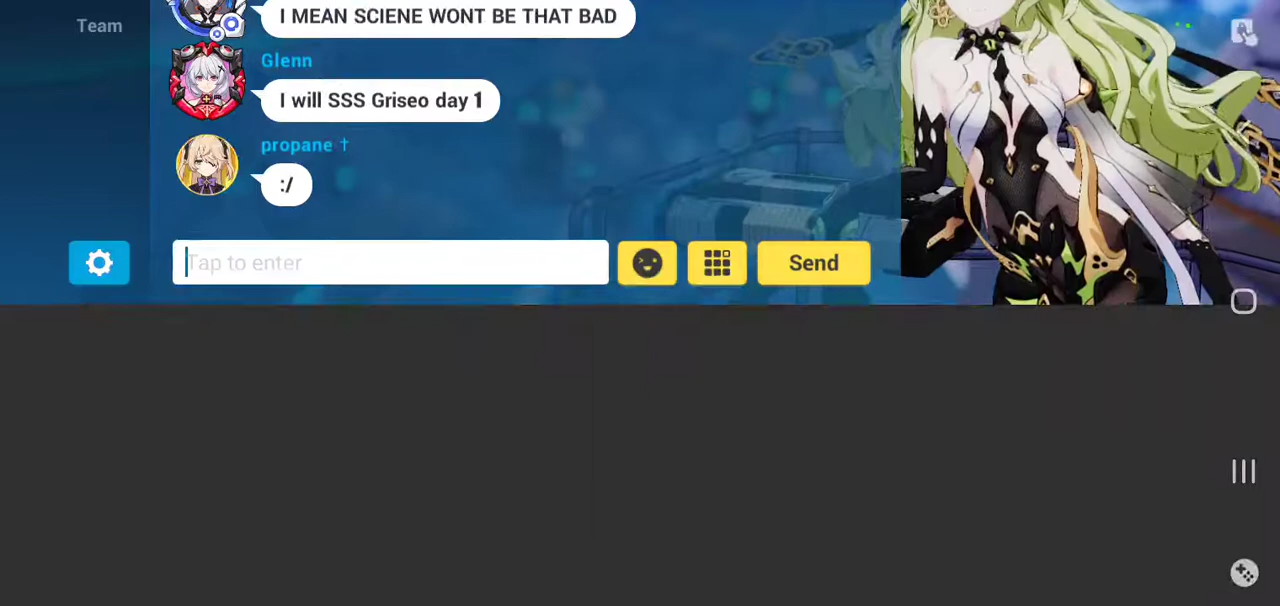 Team
I MEAN SCIENE WONT BE THAT BAD
Glenn
I will SSS Griseo day 1
propane †
:/
Tap to enter
Send